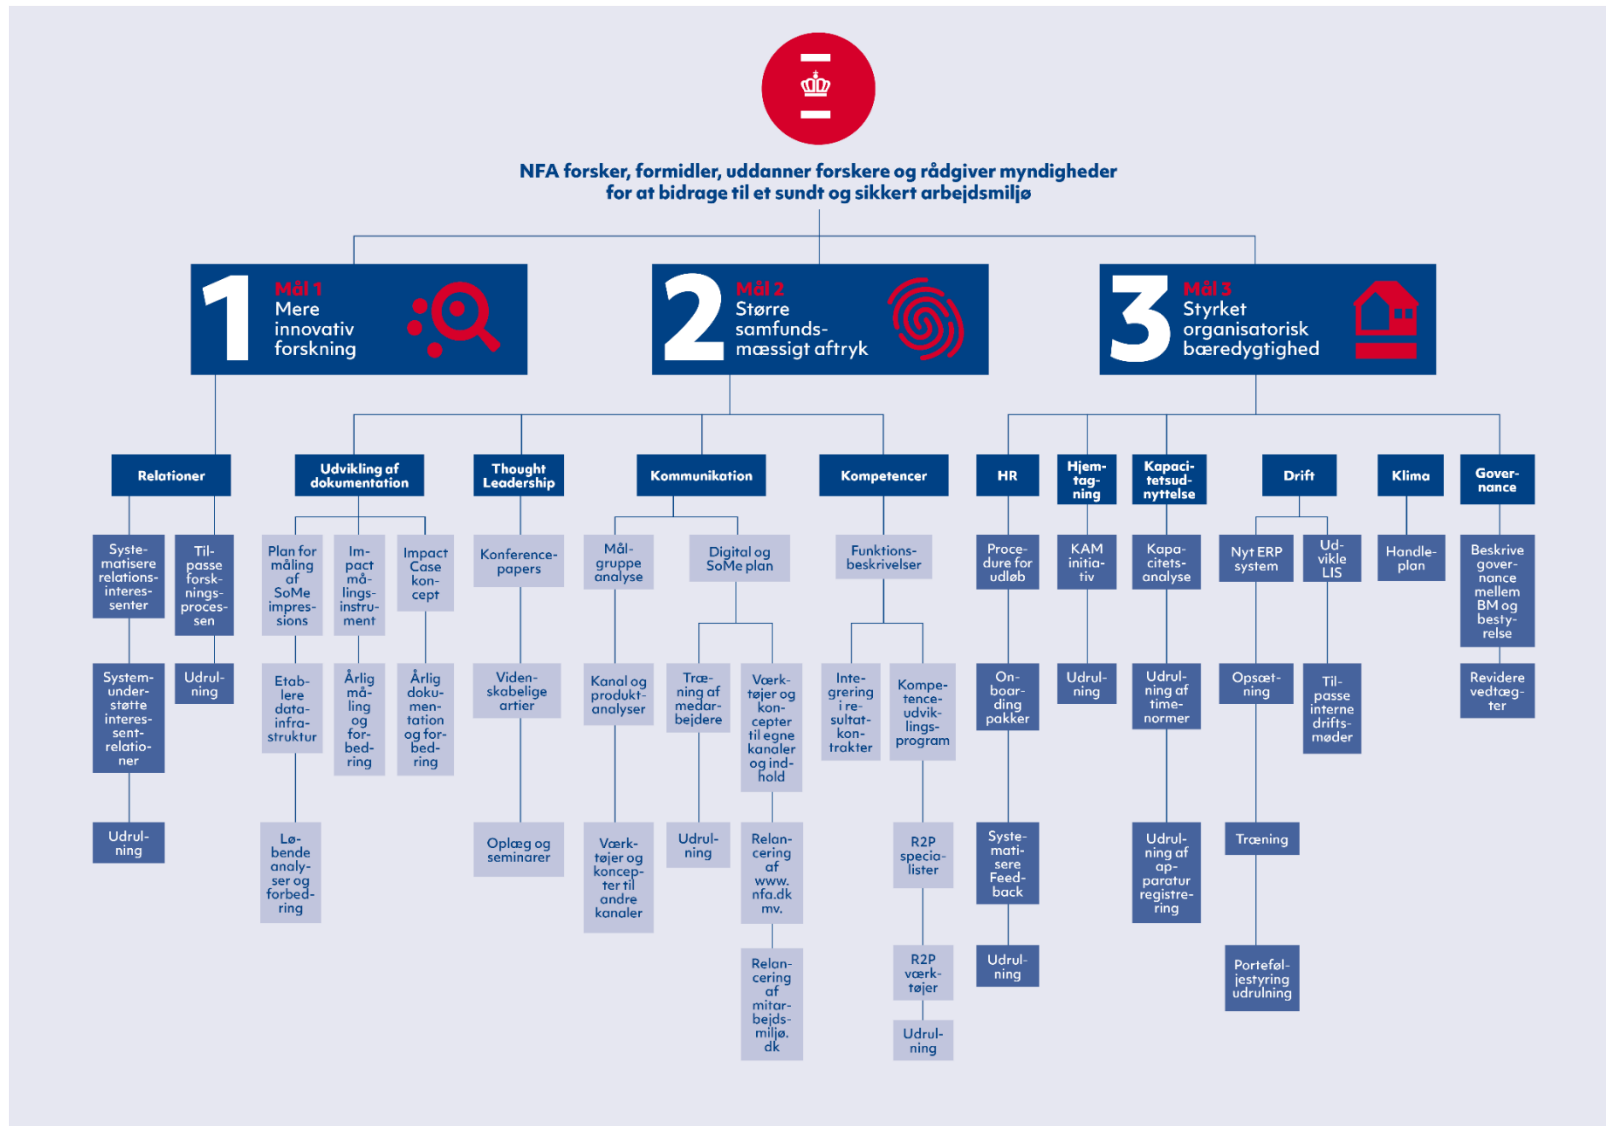 NFA forsker, formidler, uddanner forskere og rådgiver myndigheder
for at bidrage til et sundt og sikkert arbejdsmiljø
1
Mål 1
Mere
innovativ
forskning
2
Mål 2
Større
samfunds-
mæssigt aftryk
3
Mål 3
Styrket
organisatorisk
bæredygtighed
Relationer
Syste-
matisere
relations-
interes-
senter
System-
under-
støtte
interes-
sent-
relatio-
ner
Udrul-
ning
Til-
passe
forsk-
nings-
proces-
sen
Udrul-
ning
Udvikling af
dokumentation
Plan for
måling
af
SoMe
impres-
sions
Etab-
lere
data-
infra-
struktur
Lø-
bende
analy-
ser og
forbed-
ring
Im-
pact
må-
lings-
instru-
ment
Årlig
må-
ling
og
for-
bed-
ring
Impact
Case
kon-
cept
Årlig
doku-
men-
tation
og for-
bed-
ring
Thought
Leadership
Konference-
papers
Viden-
skabelige
artier
Oplæg og
seminarer
Kommunikation
Mål-
gruppe
analyse
Kanal og
produkt-
analyser
Værk-
tøjer og
koncep-
ter til
andre
kanaler
Digital og
SoMe plan
Træ-
ning af
medar-
bejdere
Udrul-
ning
Værk-
tøjer og
kon-
cepter
til egne
kanaler
og ind-
hold
Relan-
cering
af
www.
nfa.dk
mv.
Relan-
cering
af
mitar-
bejds-
miljø.
dk
Kompetencer
Funktions-
beskrivelser
Inte-
grering
i re-
sultat-
kon-
trakter
Kompe-
tence-
udvik-
lings-
program
R2P
specia-
lister
R2P
værk-
tøjer
Udrul-
ning
HR
Proce-
dure for
udløb
On-
boar-
ding
pakker
Syste-
mati-
sere
Feed-
back
Udrul-
ning
Hjem-
tag-
ning
KAM
initia-
tiv
Udrul-
ning
Kapaci-
tetsud-
nyttelse
Kapa-
citets-
analyse
Udrul-
ning af
time-
normer
Udrul-
ning af
ap-
paratur
registre-
ring
Drift
Nyt ERP
system
Opsæt-
ning
Træning
Porteføl-
jestyring
udrulning
Ud-
vikle
LIS
Til-
passe
interne
drifts-
møder
Klima
Handle-
plan
Gover-
nance
Beskrive
gover-
nance
mellem
BM og
besty-
relse
Revidere
vedtæg-
ter